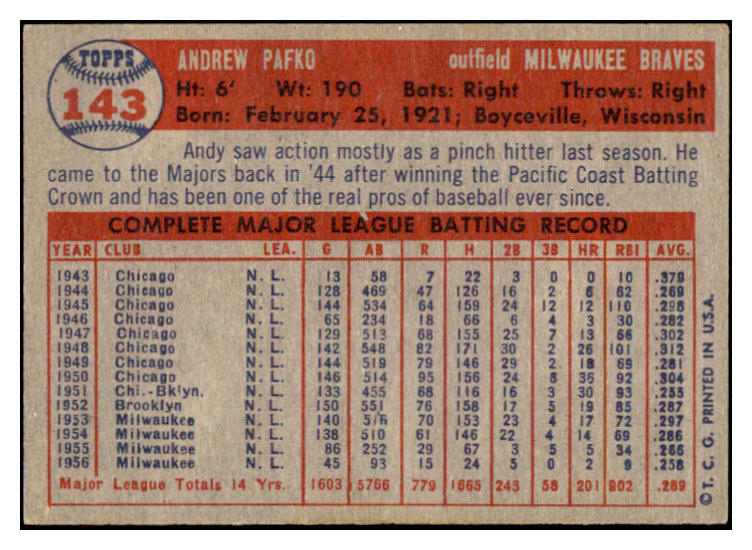 TOPPS
143
ANDREW PAFKO outfield MILWAUKEE BRAVES
Ht: 6' Wt: 190 Bats: Right Throws: Right
Born: February 25, 1921; Boyceville, Wisconsin
Andy saw action mostly as a pinch hitter last season. He
came to the Majors back in '44 after winning the Pacific Coast Batting
Crown and has been one of the real pros of baseball ever since.
COMPLETE MAJOR LEAGUE BATTING RECORD
YEAR CLUB LEA. G AB R H 2B 3B HR RBI AVG.
1943 Chicago N. L. 13 58 7 22 3 0 0 10 .379
1944 Chicago N. L. 128 469 47 126 16 2 6 62 .269
1945 Chicago N. L. 144 534 64 159 24 12 12 110 .298
1946 Chicago N. L. 65 234 18 66 6 4 3 30 .282
1947 Chicago N. L. 129 513 68 155 25 7 13 66 .302
1948 Chicago N. L. 142 548 82 171 30 2 26 101 .312
1949 Chicago N. L. 144 519 79 146 29 2 18 69 .281
1950 Chicago N. L. 146 514 95 156 24 8 36 92 .304
1951 Chi.-Bklyn. N. L. 133 455 68 116 16 3 30 93 .255
1952 Brooklyn N. L. 150 551 76 158 17 5 19 85 .287
1953 Milwaukee N. L. 140 516 70 153 23 4 17 72 .297
1954 Milwaukee N. L. 138 510 61 146 22 4 14 69 .286
1955 Milwaukee N. L. 86 252 29 67 3 5 5 34 .266
1956 Milwaukee N. L. 45 93 15 24 5 0 2 9 .258
Major League Totals 14 Yrs. 1603 5766 779 1665 243 58 201 902 .289
© T. C. G. PRINTED IN U.S.A.